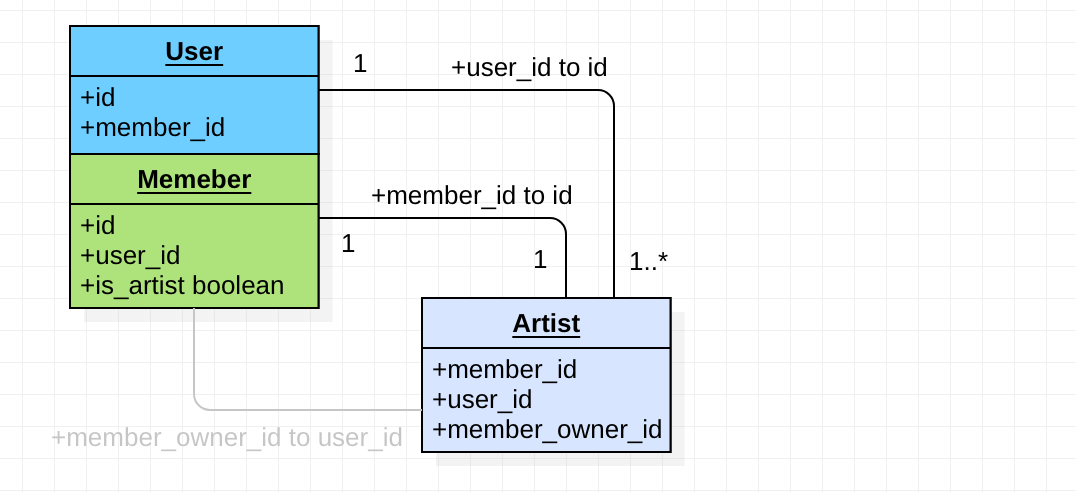 User
+id
+member_id
Memeber
+id
+user_id
+is_artist boolean
1
+user_id to id
+member_id to id
1
1
1..*
Artist
+member_id
+user_id
+member_owner_id
+member_owner_id to user_id